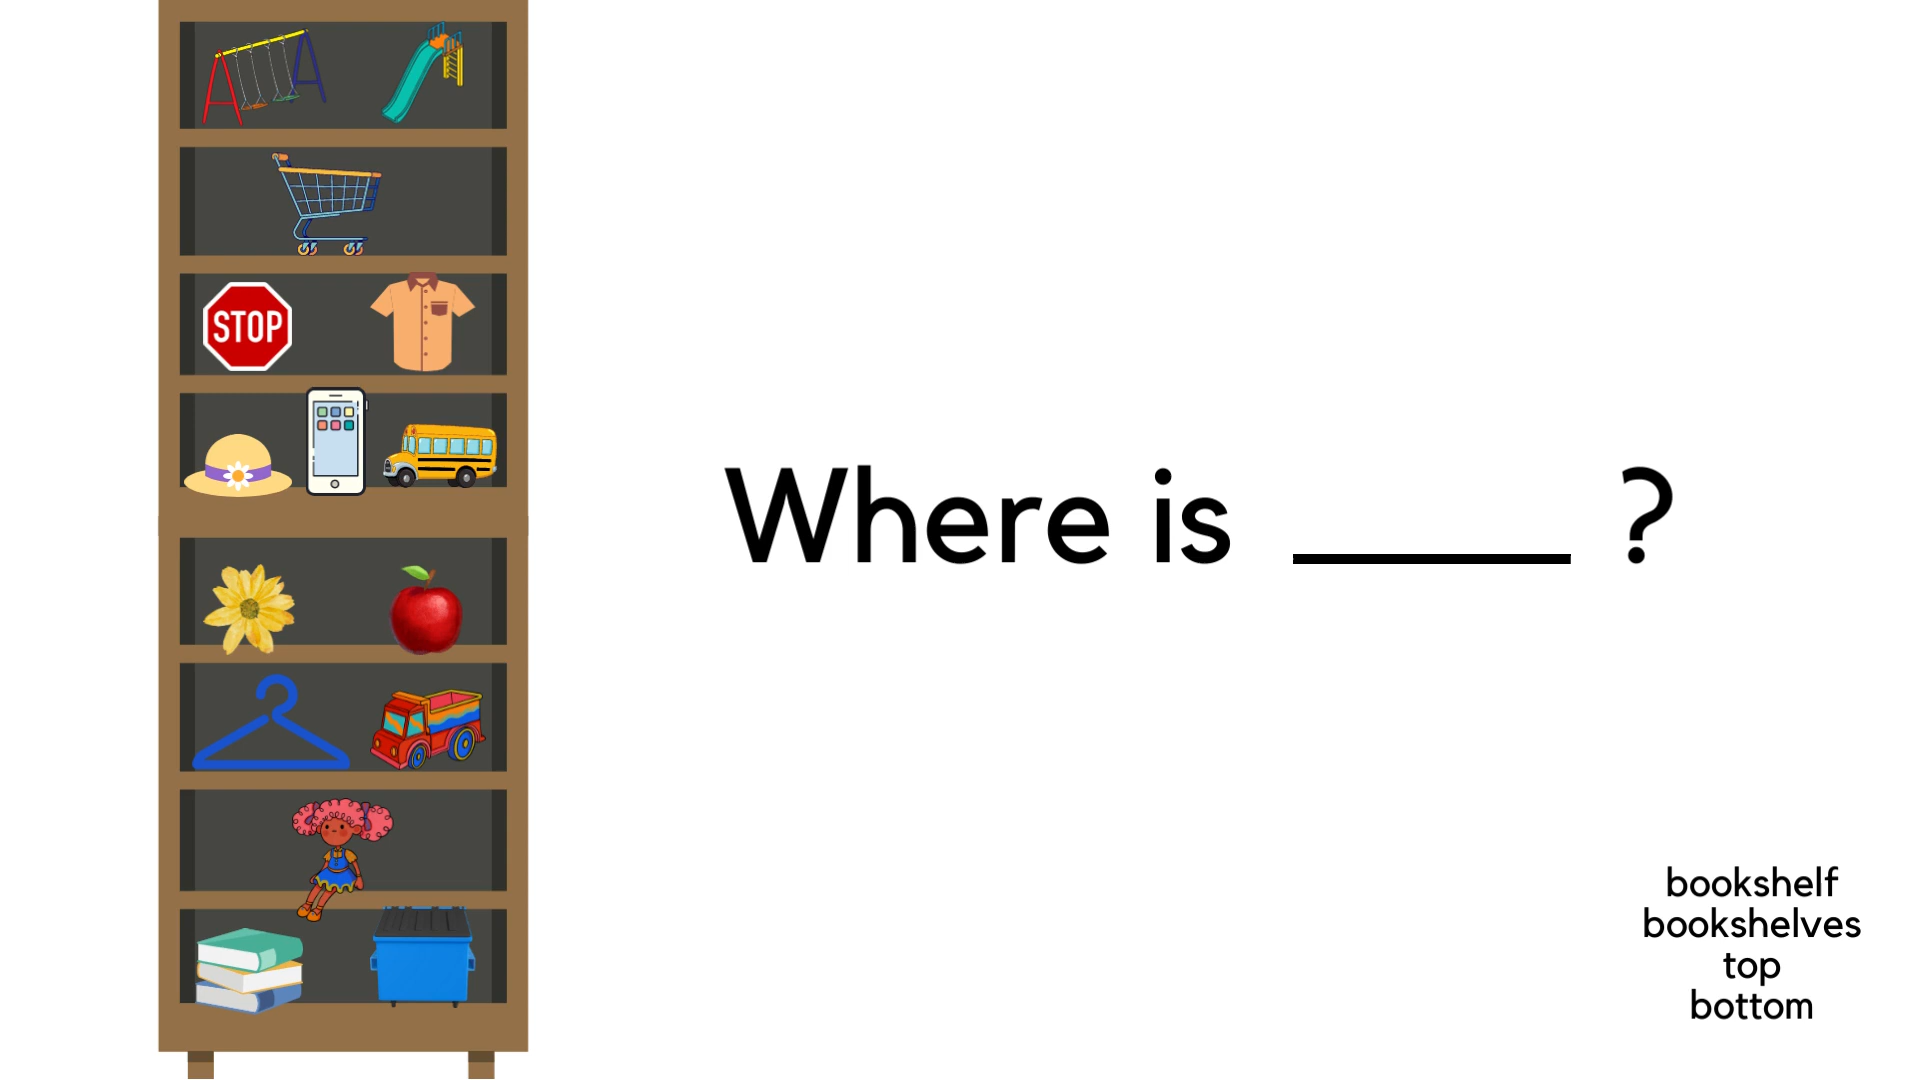 STOP
Where is ____ ?
bookshelf
bookshelves
top
bottom